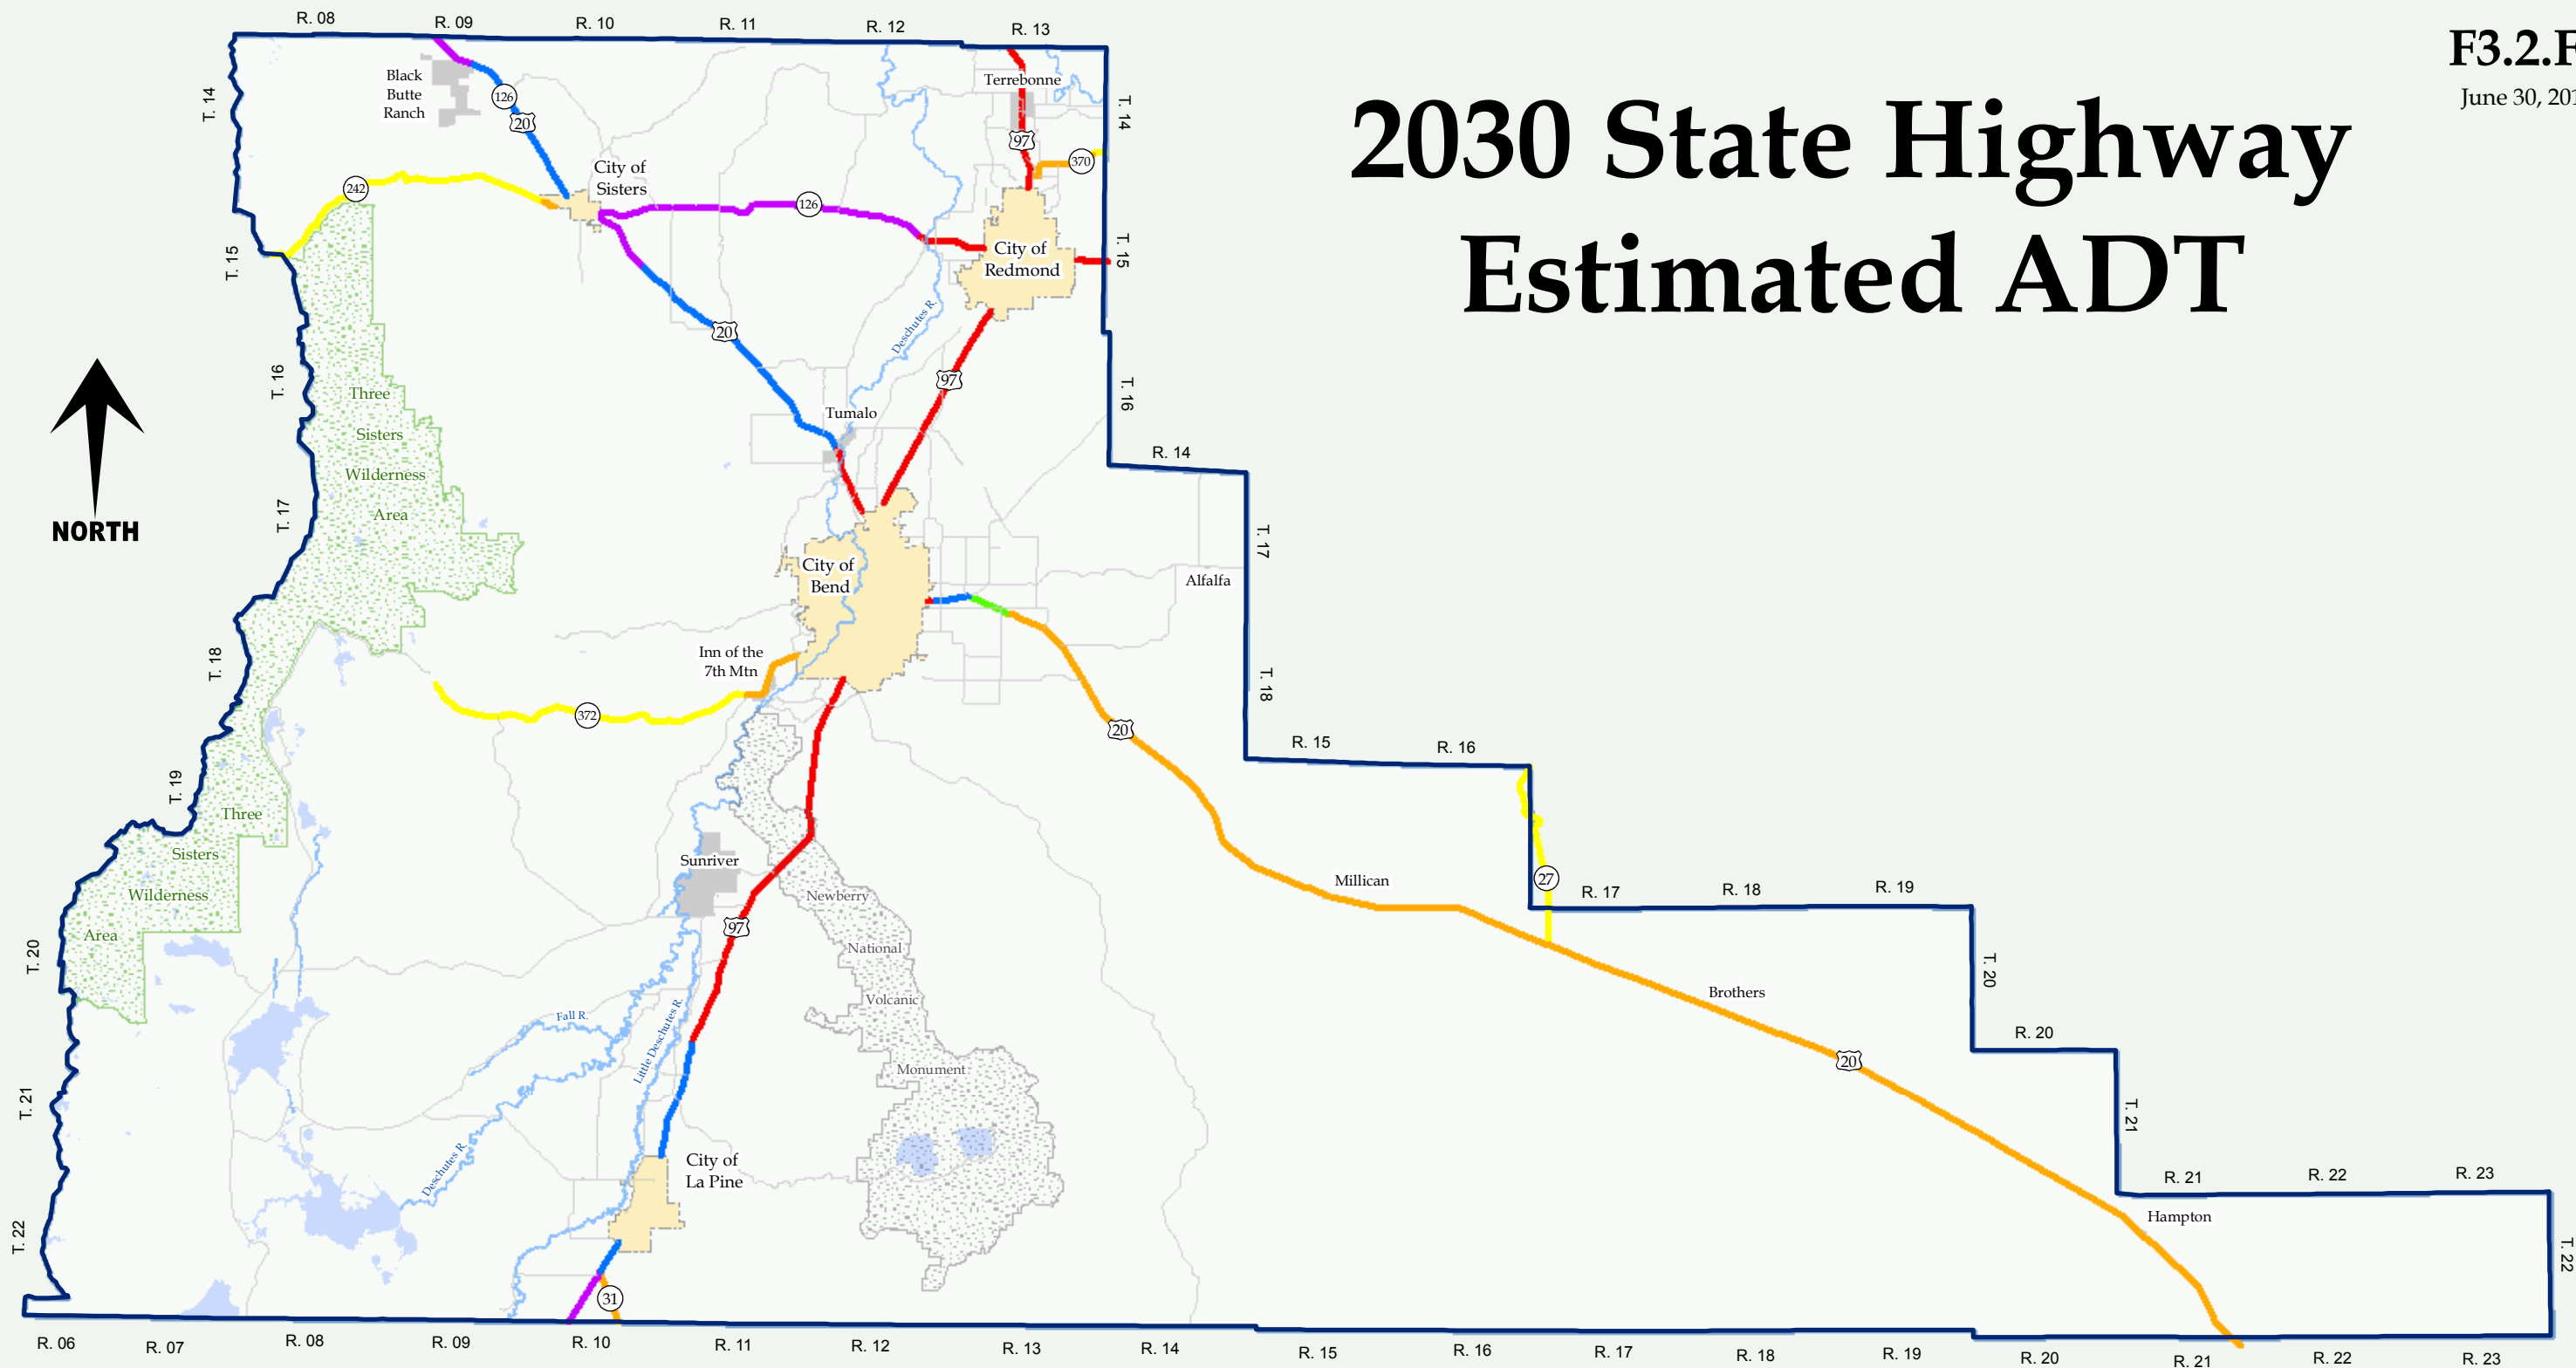 R. 08
R. 09
R. 10
R. 11
R. 12
R. 13
F3.2.F
June 30, 201
2030 State Highway
Estimated ADT
Black
Butte
Ranch
126
20
Terrebonne
97
370
T. 14
T. 14
City of
Sisters
242
126
City of
Redmond
T. 15
T. 15
20
Deschutes R.
97
T. 16
T. 16
Three
Sisters
Wilderness
Area
Tumalo
R. 14
NORTH
T. 17
T. 17
City of
Bend
Alfalfa
Inn of the
7th Mtn
T. 18
T. 18
372
20
R. 15
R. 16
T. 19
Three
Sisters
Wilderness
Area
Sunriver
Newberry
National
Volcanic
Monument
97
Millican
27
R. 17
R. 18
R. 19
T. 20
T. 20
Brothers
Fall R.
Little Deschutes R.
R. 20
20
T. 21
T. 21
Deschutes R.
City of
La Pine
R. 21
R. 22
R. 23
Hampton
T. 22
T. 22
31
R. 06
R. 07
R. 08
R. 09
R. 10
R. 11
R. 12
R. 13
R. 14
R. 15
R. 16
R. 17
R. 18
R. 19
R. 20
R. 21
R. 22
R. 23